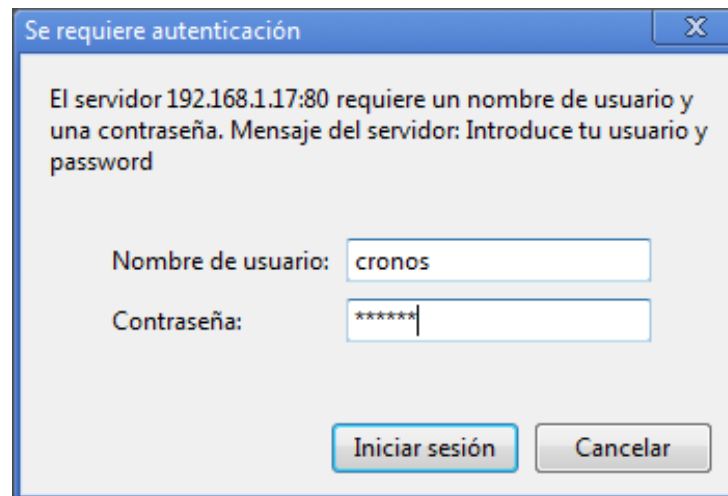 Se requiere autenticación
El servidor 192.168.1.17:80 requiere un nombre de usuario y
una contraseña. Mensaje del servidor: Introduce tu usuario y
password
Nombre de usuario: cronos
Contraseña: ******
Iniciar sesión Cancelar